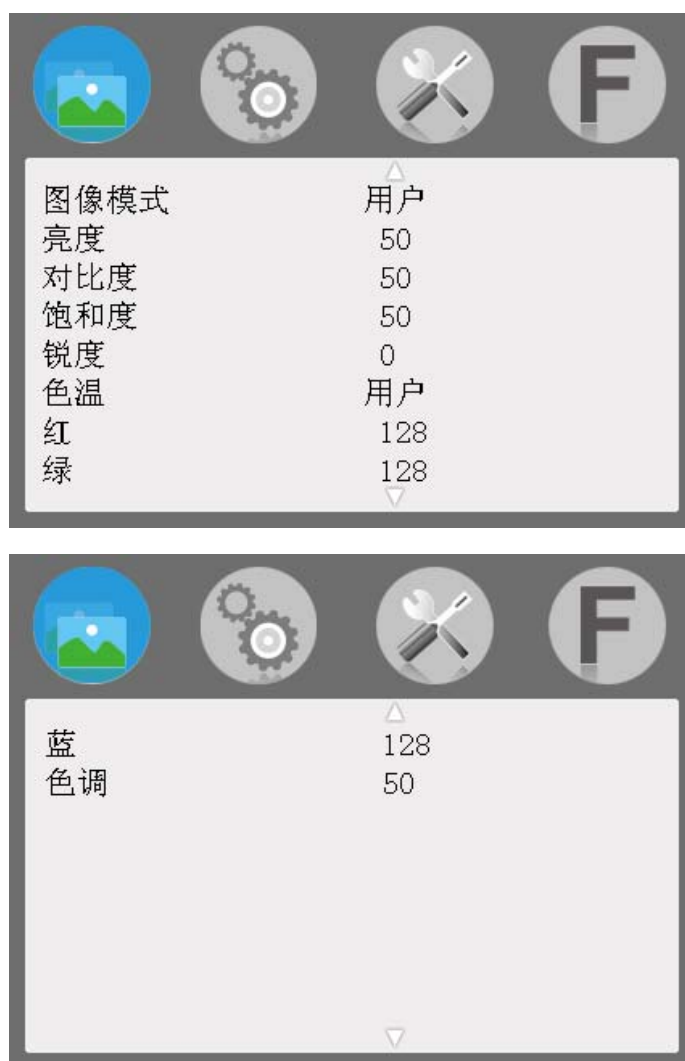 F
图像模式 用户
亮度 50
对比度 50
饱和度 50
锐度 0
色温 用户
红 128
绿 128
F
蓝 128
色调 50